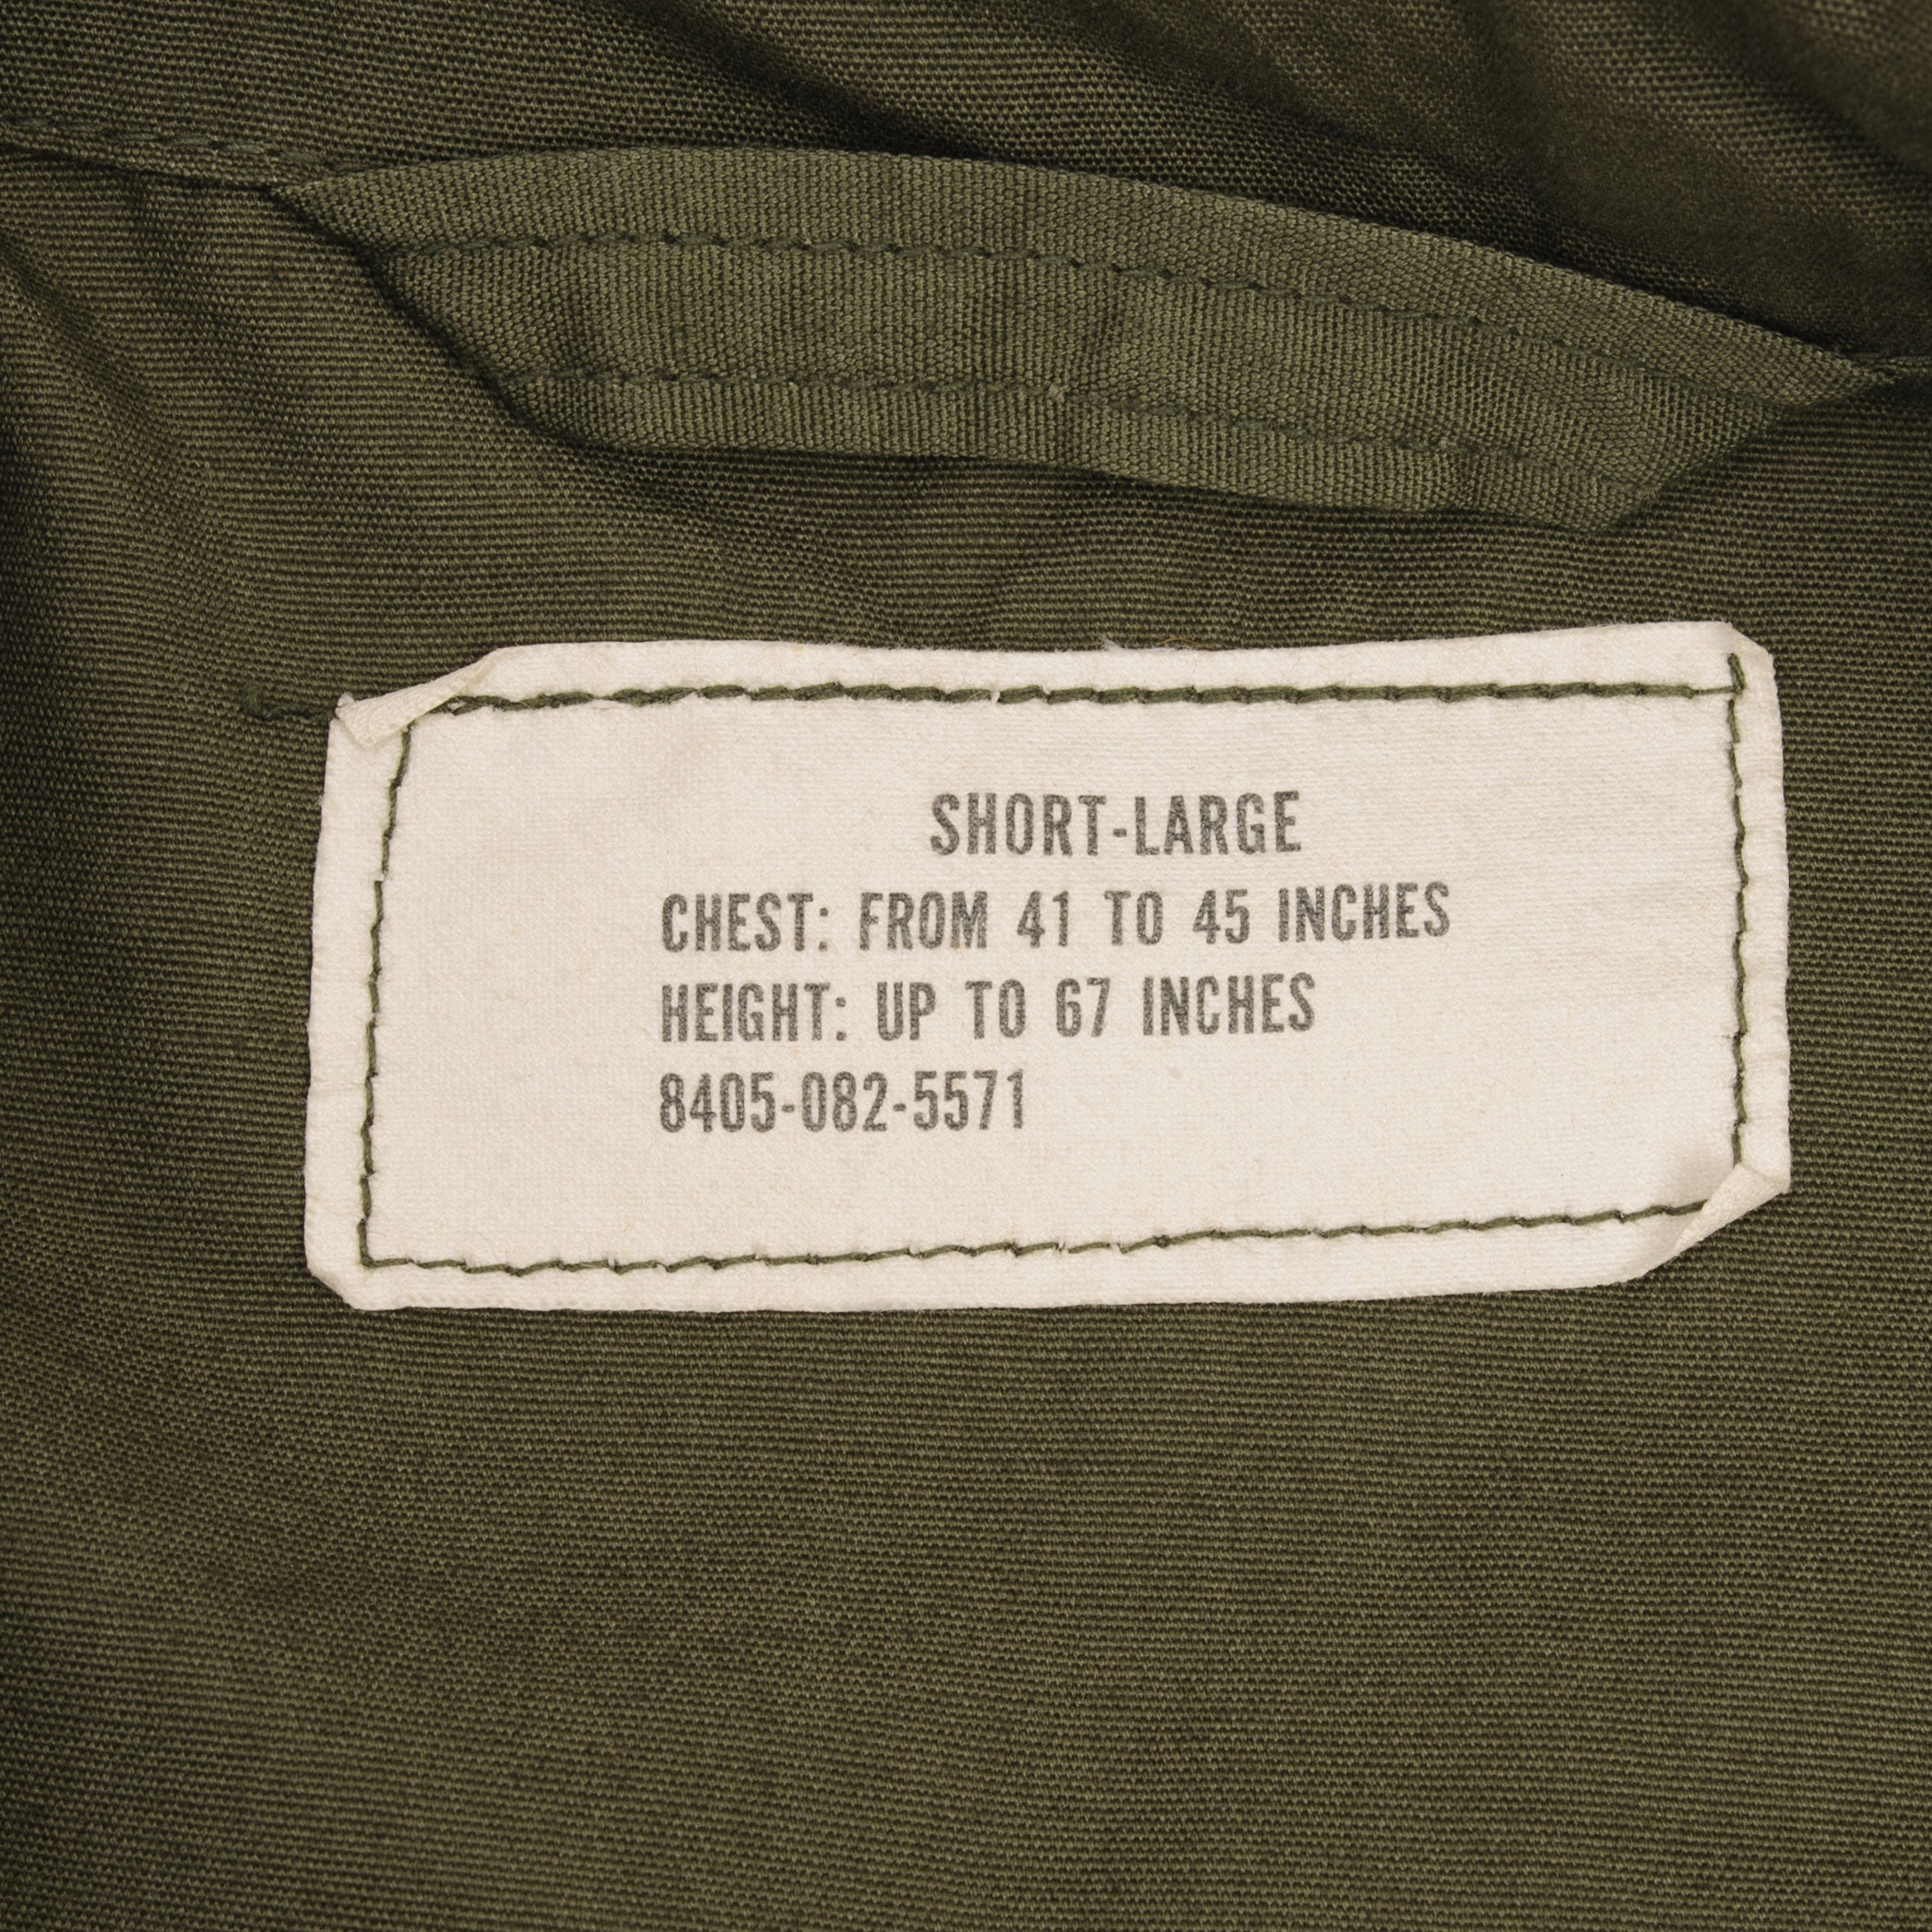 SHORT-LARGE
CHEST: FROM 41 TO 45 INCHES
HEIGHT: UP TO 67 INCHES
8405-082-5571